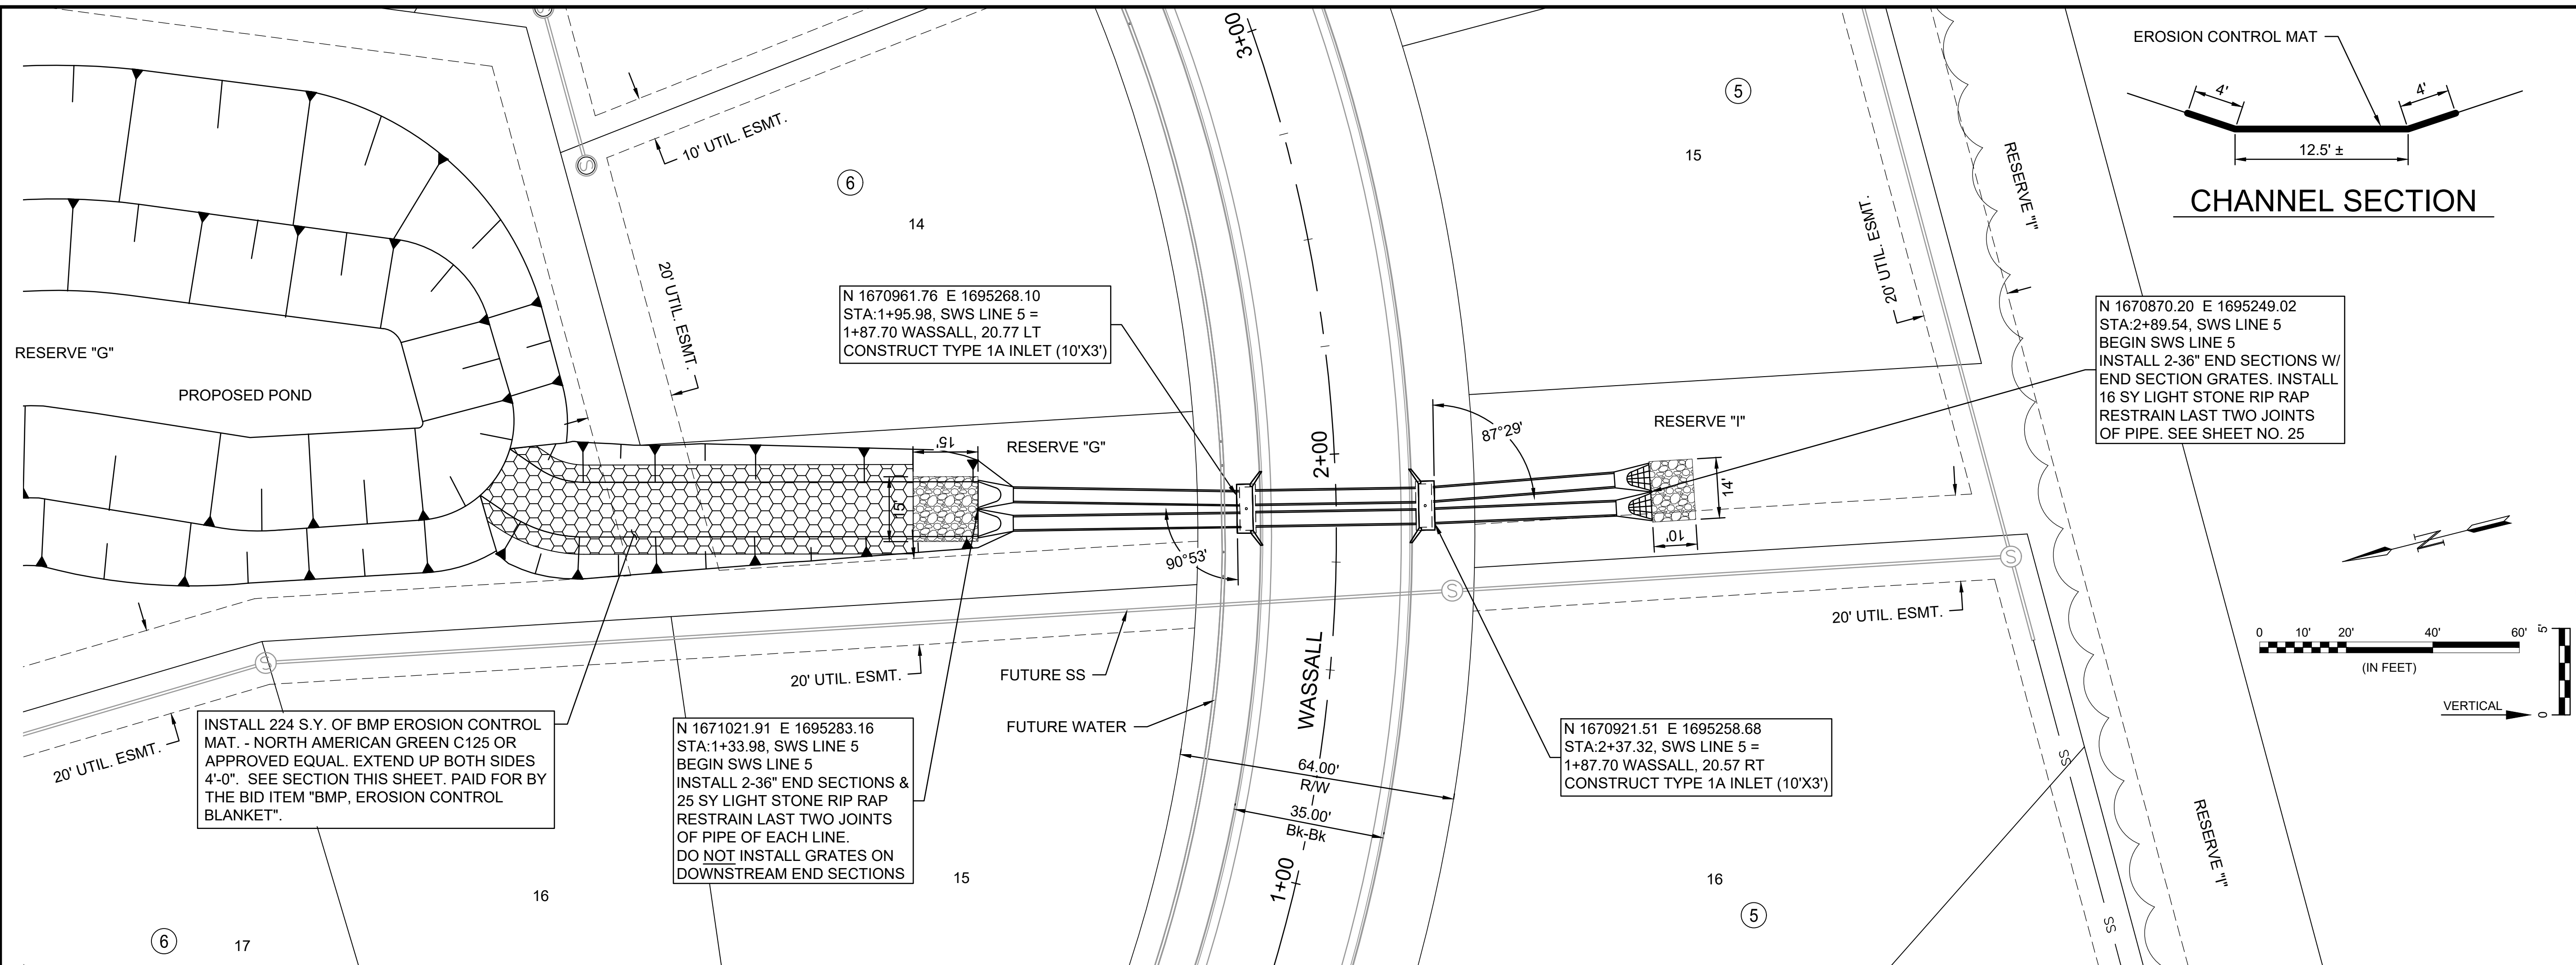 3+00
EROSION CONTROL MAT
4'
4'
12.5' ±
CHANNEL SECTION
5
15
10' UTIL. ESMT.
6
14
S
S
RESERVE "I"
20' UTIL. ESMT.
20' UTIL. ESMT.
N 1670961.76 E 1695268.10
STA:1+95.98, SWS LINE 5 =
1+87.70 WASSALL, 20.77 LT
CONSTRUCT TYPE 1A INLET (10'X3')
N 1670870.20 E 1695249.02
STA:2+89.54, SWS LINE 5
BEGIN SWS LINE 5
INSTALL 2-36" END SECTIONS W/
END SECTION GRATES. INSTALL
16 SY LIGHT STONE RIP RAP
RESTRAIN LAST TWO JOINTS
OF PIPE. SEE SHEET NO. 25
RESERVE "G"
PROPOSED POND
15'
RESERVE "G"
2+00
87°29'
RESERVE "I"
15'
14'
10'
90°53'
N
S
S
S
20' UTIL. ESMT.
0 10' 20' 40' 60'
(IN FEET)
5'
0
VERTICAL
20' UTIL. ESMT.
FUTURE SS
FUTURE WATER
WASSALL
20' UTIL. ESMT.
INSTALL 224 S.Y. OF BMP EROSION CONTROL
MAT. - NORTH AMERICAN GREEN C125 OR
APPROVED EQUAL. EXTEND UP BOTH SIDES
4'-0". SEE SECTION THIS SHEET. PAID FOR BY
THE BID ITEM "BMP, EROSION CONTROL
BLANKET".
N 1671021.91 E 1695283.16
STA:1+33.98, SWS LINE 5
BEGIN SWS LINE 5
INSTALL 2-36" END SECTIONS &
25 SY LIGHT STONE RIP RAP
RESTRAIN LAST TWO JOINTS
OF PIPE OF EACH LINE.
DO NOT INSTALL GRATES ON
DOWNSTREAM END SECTIONS
N 1670921.51 E 1695258.68
STA:2+37.32, SWS LINE 5 =
1+87.70 WASSALL, 20.57 RT
CONSTRUCT TYPE 1A INLET (10'X3')
64.00'
R/W
35.00'
Bk-Bk
1+00
SS
SS
RESERVE "I"
16
15
16
5
6
17